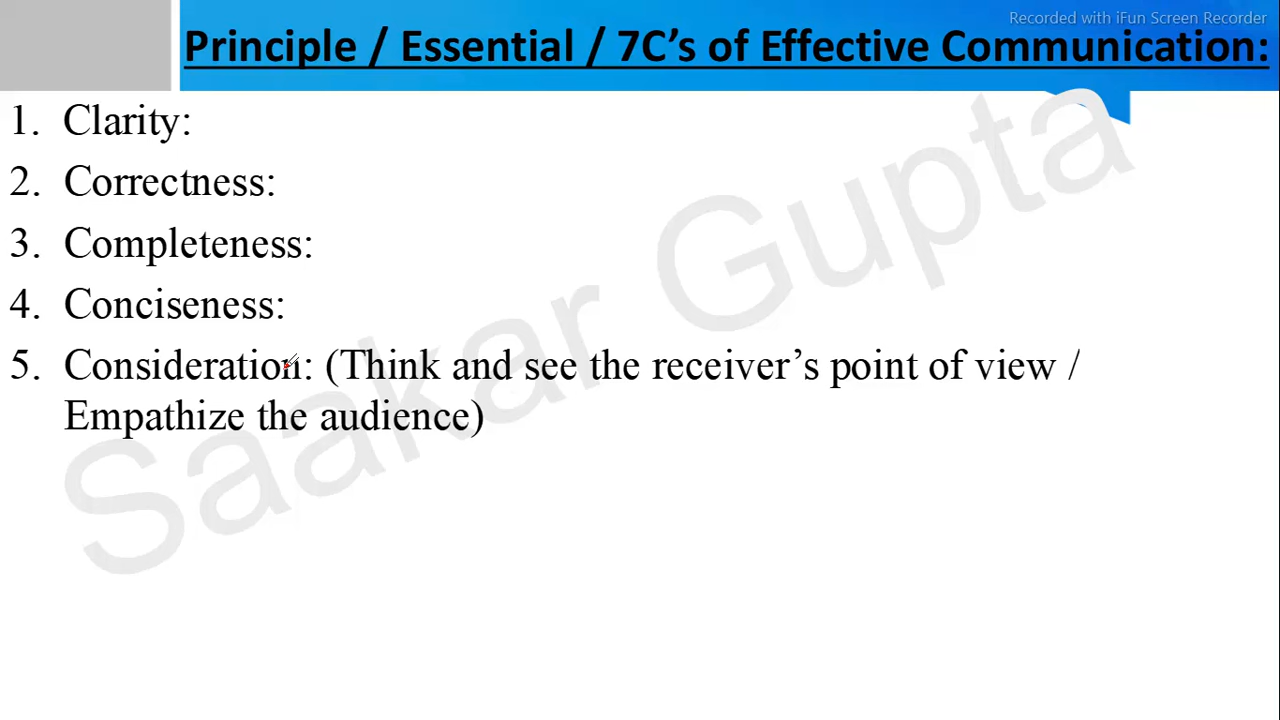 Recorded with iFun Screen Recorder
Principle / Essential / 7C’s of Effective Communication:
1. Clarity:
2. Correctness:
3. Completeness:
4. Conciseness:
5. Consideration: (Think and see the receiver’s point of view /
Empathize the audience)
Saakar Gupta